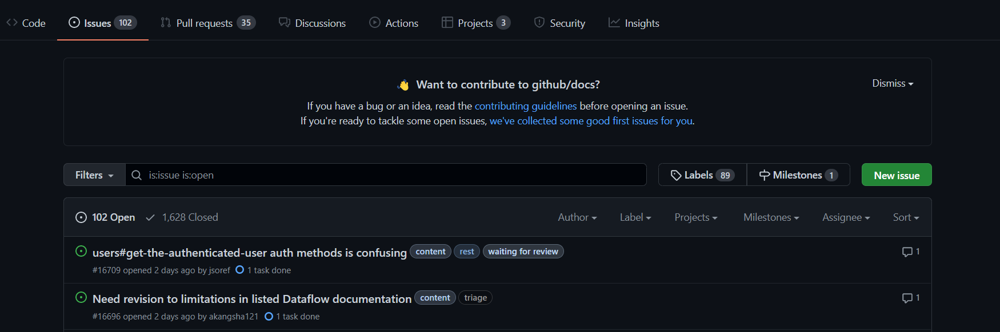 Code Issues 102 Pull requests 35 Discussions Actions Projects 3 Security Insights
👋 Want to contribute to github/docs?
Dismiss
If you have a bug or an idea, read the contributing guidelines before opening an issue.
If you're ready to tackle some open issues, we've collected some good first issues for you.
Filters is:issue is:open Labels 89 Milestones 1 New issue
102 Open 1,628 Closed Author Label Projects Milestones Assignee Sort
users#get-the-authenticated-user auth methods is confusing content rest waiting for review 1
#16709 opened 2 days ago by jsoref 1 task done
Need revision to limitations in listed Dataflow documentation content triage 1
#16696 opened 2 days ago by akangsha121 1 task done